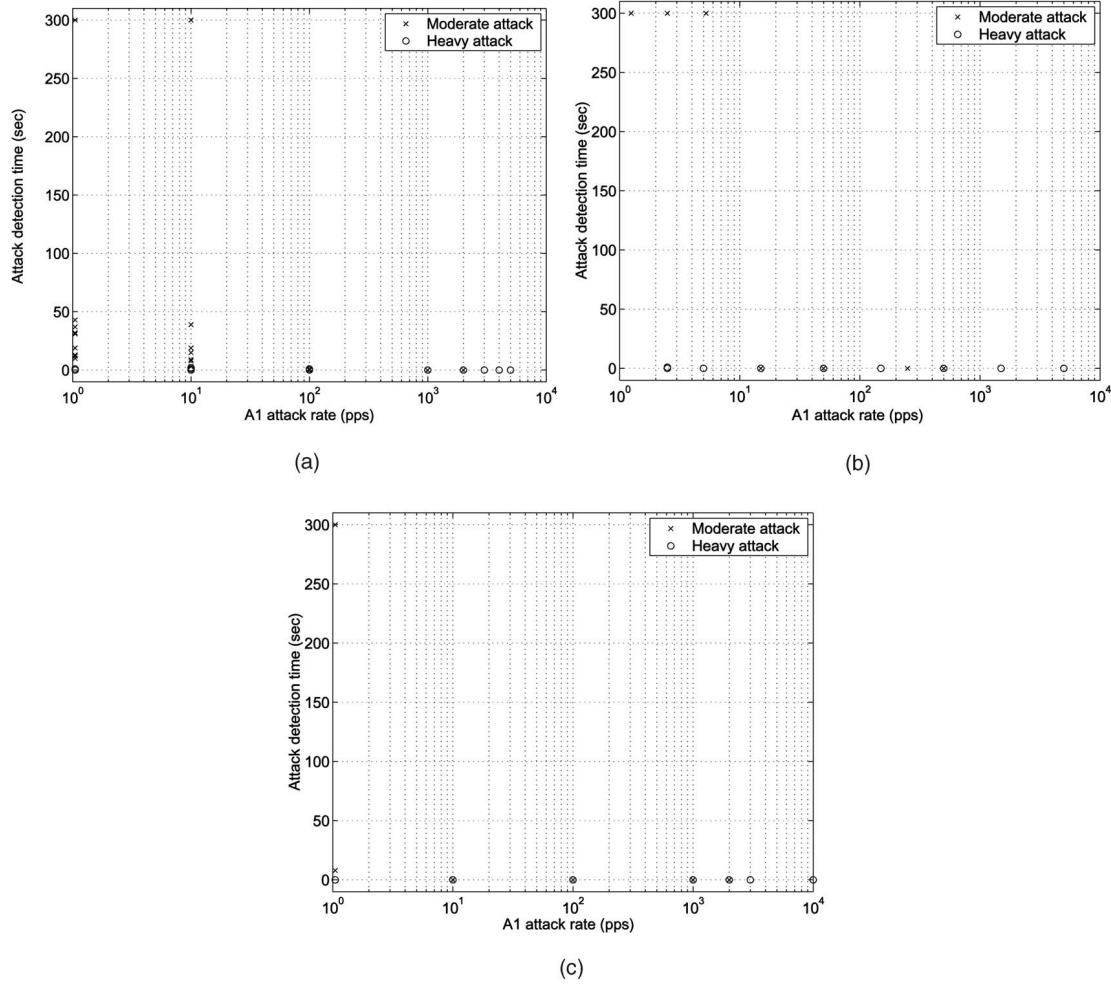 Moderate attack
Heavy attack
300
250
200
150
100
50
0
Attack detection time (sec)
10^0 10^1 10^2 10^3 10^4
A1 attack rate (pps)
(a)
Moderate attack
Heavy attack
300
250
200
150
100
50
0
Attack detection time (sec)
10^0 10^1 10^2 10^3 10^4
A1 attack rate (pps)
(b)
Moderate attack
Heavy attack
300
250
200
150
100
50
0
Attack detection time (sec)
10^0 10^1 10^2 10^3 10^4
A1 attack rate (pps)
(c)